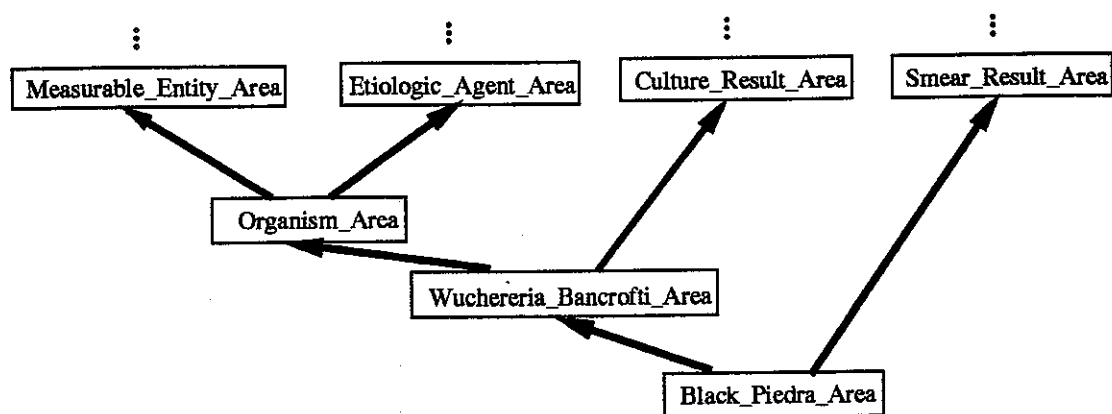 Measurable_Entity_Area
Etiologic_Agent_Area
Culture_Result_Area
Smear_Result_Area
Organism_Area
Wuchereria_Bancrofti_Area
Black_Piedra_Area